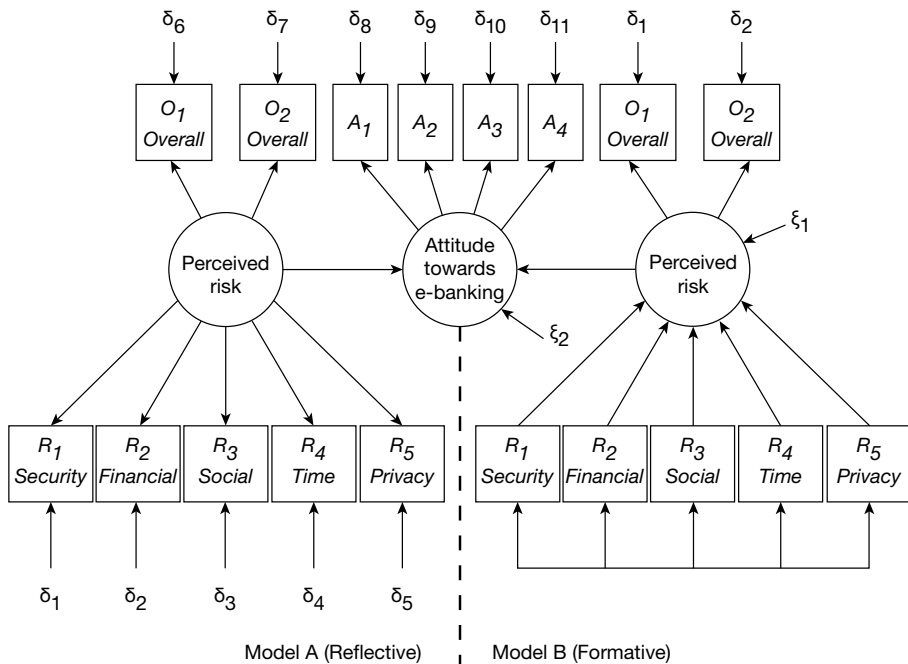 δ6 δ7 δ8 δ9 δ10 δ11 δ1 δ2
O1 Overall
O2 Overall
A1
A2
A3
A4
O1 Overall
O2 Overall
Perceived
risk
Attitude
towards
e-banking
Perceived
risk
ξ1
ξ2
R1
Security
R2
Financial
R3
Social
R4
Time
R5
Privacy
R1
Security
R2
Financial
R3
Social
R4
Time
R5
Privacy
δ1 δ2 δ3 δ4 δ5
Model A (Reflective)
Model B (Formative)